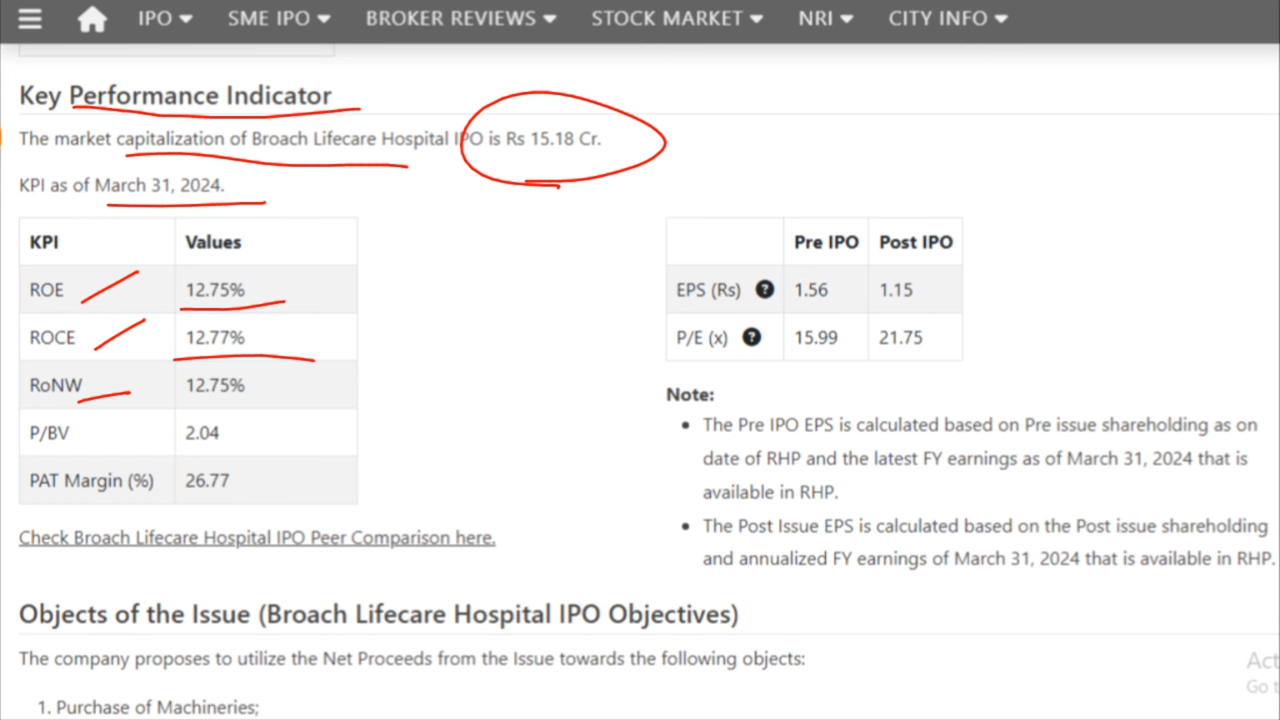 IPO SME IPO BROKER REVIEWS STOCK MARKET NRI CITY INFO
Key Performance Indicator
The market capitalization of Broach Lifecare Hospital IPO is Rs 15.18 Cr.
KPI as of March 31, 2024.
KPI Values
ROE 12.75%
ROCE 12.77%
RoNW 12.75%
P/BV 2.04
PAT Margin (%) 26.77
Check Broach Lifecare Hospital IPO Peer Comparison here.
Pre IPO Post IPO
EPS (Rs) ? 1.56 1.15
P/E (x) ? 15.99 21.75
Note:
The Pre IPO EPS is calculated based on Pre issue shareholding as on
date of RHP and the latest FY earnings as of March 31, 2024 that is
available in RHP.
The Post Issue EPS is calculated based on the Post issue shareholding
and annualized FY earnings of March 31, 2024 that is available in RHP.
Objects of the Issue (Broach Lifecare Hospital IPO Objectives)
The company proposes to utilize the Net Proceeds from the Issue towards the following objects:
1. Purchase of Machineries;
Act
Go t